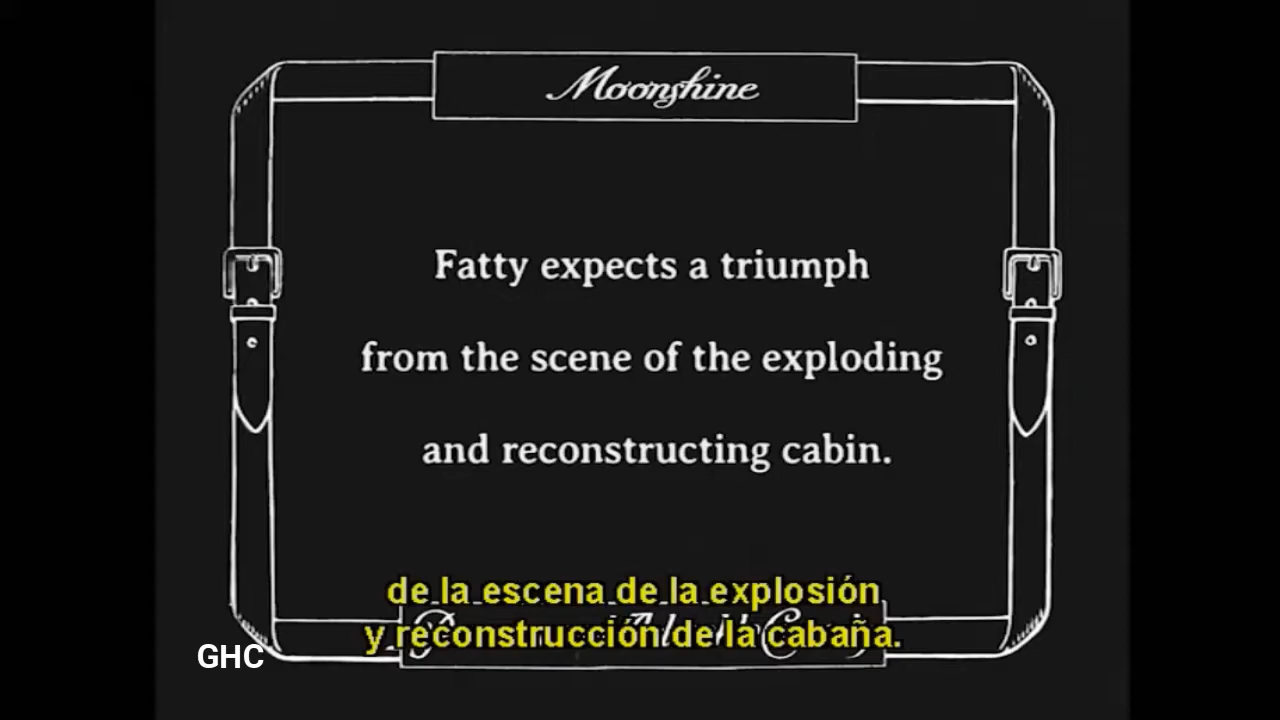 Moonshine
Fatty expects a triumph
from the scene of the exploding
and reconstructing cabin.
de la escena de la explosión
y reconstrucción de la cabaña.
GHC